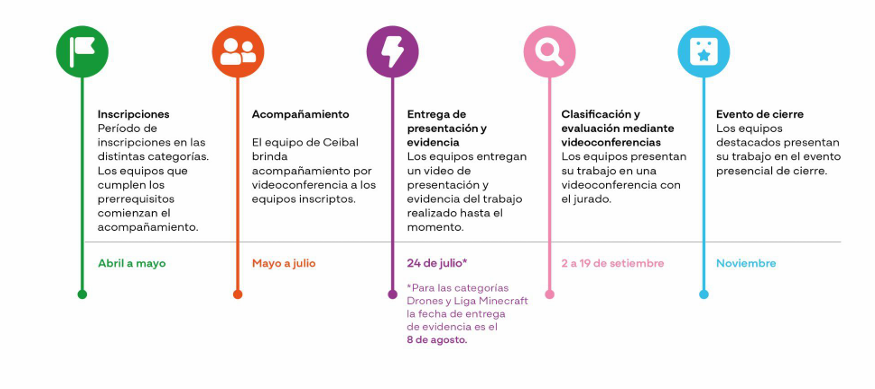 Inscripciones
Período de
inscripciones en las
distintas categorías.
Los equipos que
cumplen los
prerrequisitos
comienzan el
acompañamiento.
Abril a mayo
Acompañamiento
El equipo de Ceibal
brinda
acompañamiento por
videoconferencia a los
equipos inscriptos.
Mayo a julio
Entrega de
presentación y
evidencia
Los equipos entregan
un video de
presentación y
evidencia del trabajo
realizado hasta el
momento.
24 de julio*
*Para las categorías
Drones y Liga Minecraft
la fecha de entrega
de evidencia es el
8 de agosto.
Clasificación y
evaluación mediante
videoconferencias
Los equipos presentan
su trabajo en una
videoconferencia con
el jurado.
2 a 19 de setiembre
Evento de cierre
Los equipos
destacados presentan
su trabajo en el evento
presencial de cierre.
Noviembre